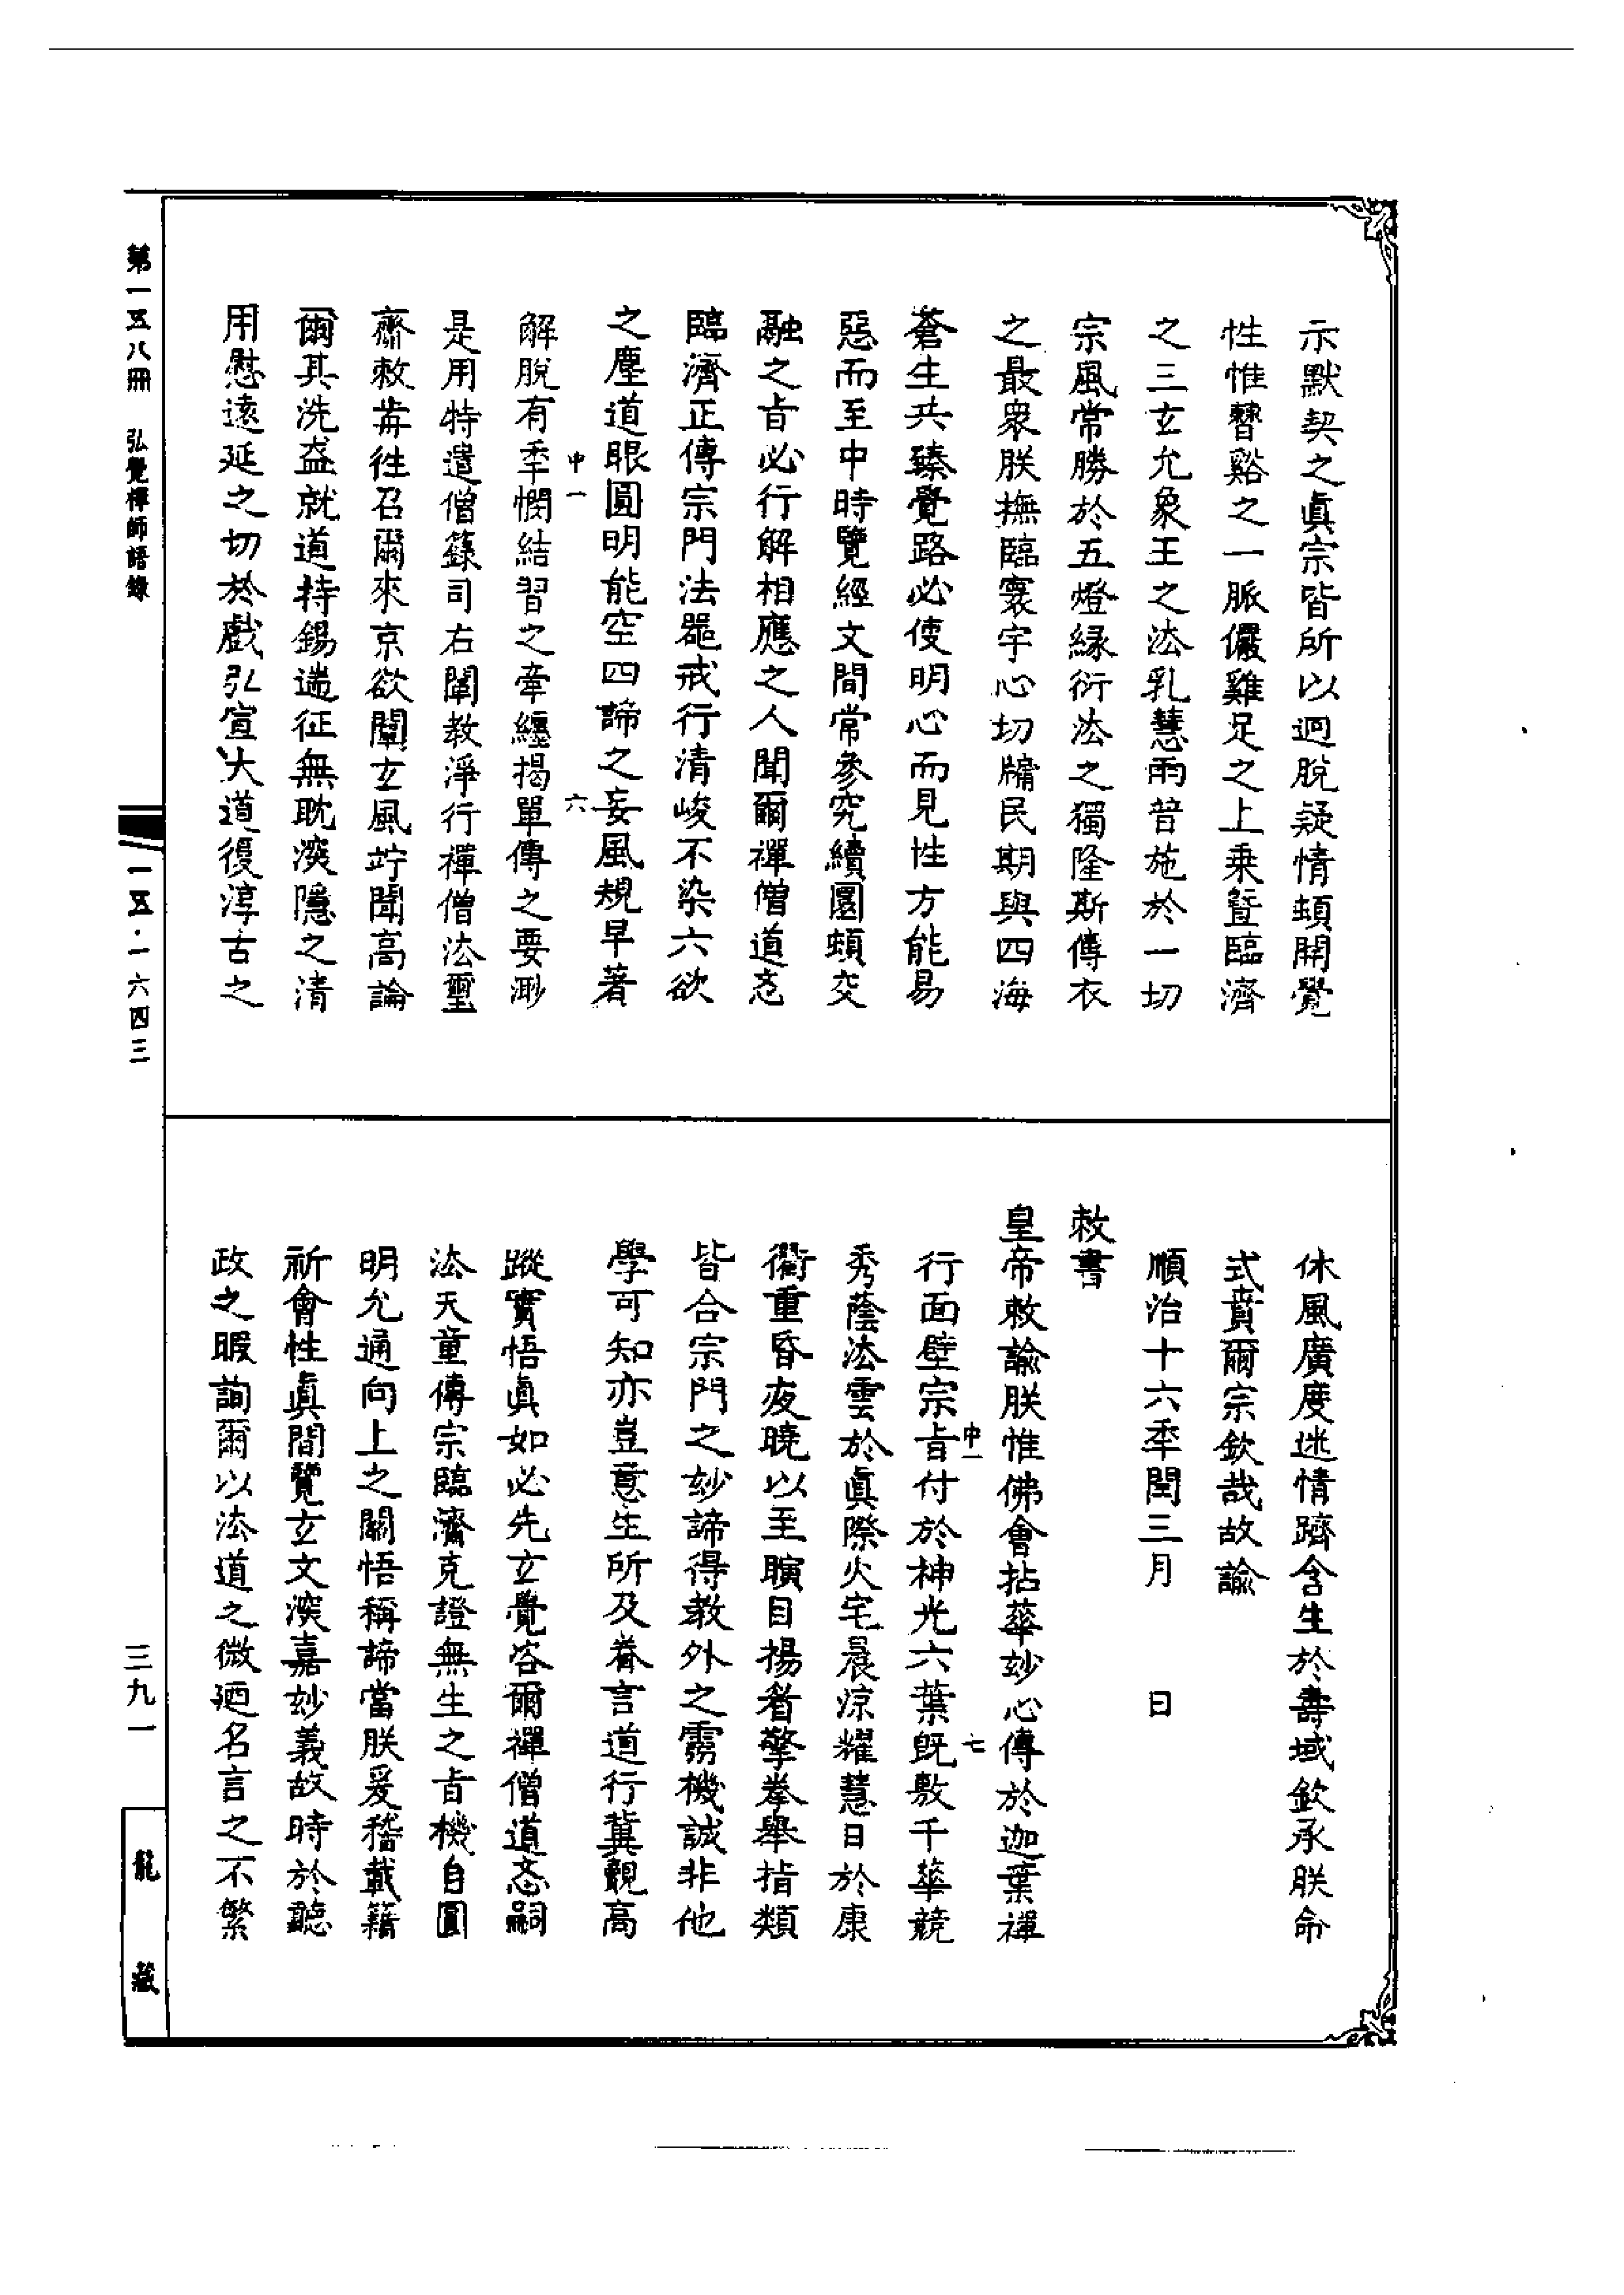 示默契之眞宗皆所以迥脫疑情頓開覺
性惟瞽谿之一脈儼雞足之上乗曁臨濟
之三玄允象王之法乳慧雨普施於一切
宗風常勝於五燈緣衍法之獨隆斯傳衣
之最衆朕撫臨寰宇心切牖民期與四海
蒼生共臻覺路必使明心而見性方能易
惡而至中時覽經文間常參究續園頓交
融之旨必行解相應之人聞爾禪僧道忞
臨濟正傳宗門法器戒行清峻不染六欲
之塵道眼圓明能空四諦之妄風規早著
解脫有年憫結習之牽纏揭單傳之要渺
中一 六
是用特遣僧籙司右闡教淨行禪僧法璽
齋敕耑徃召爾來京欲闡玄風竚聞高論
爾其洗盋就道持錫遄征無耽㴱隱之清
用慰遠延之切於戲弘宣大道復淳古之
休風廣度迷情躋含生於壽域欽承朕命
式賁爾宗欽哉故諭
順治十六年閏三月 日
敕書
皇帝敕諭朕惟佛會拈華妙心傳於迦葉禪
行面壁宗旨付於神光六葉旣敷千華競
中一 七
秀蔭法雲於眞際火宅晨涼耀慧日於康
衢重昏夜曉以至瞚目揚眉擎拳舉指類
皆合宗門之妙諦得教外之霛機誠非他
學可知亦豈意生所及眷言道行冀覯高
蹤實悟眞如必先玄覺咨爾禪僧道忞嗣
法天童傳宗臨濟克證無生之旨機自圓
明允通向上之關悟稱諦當朕爰稽載籍
祈會性眞間覽玄文㴱嘉妙義故時於聽
政之暇詢爾以法道之微廼名言之不繁
第一五八冊 弘覺禪師語錄
一五·一六四三
三九一
龍藏